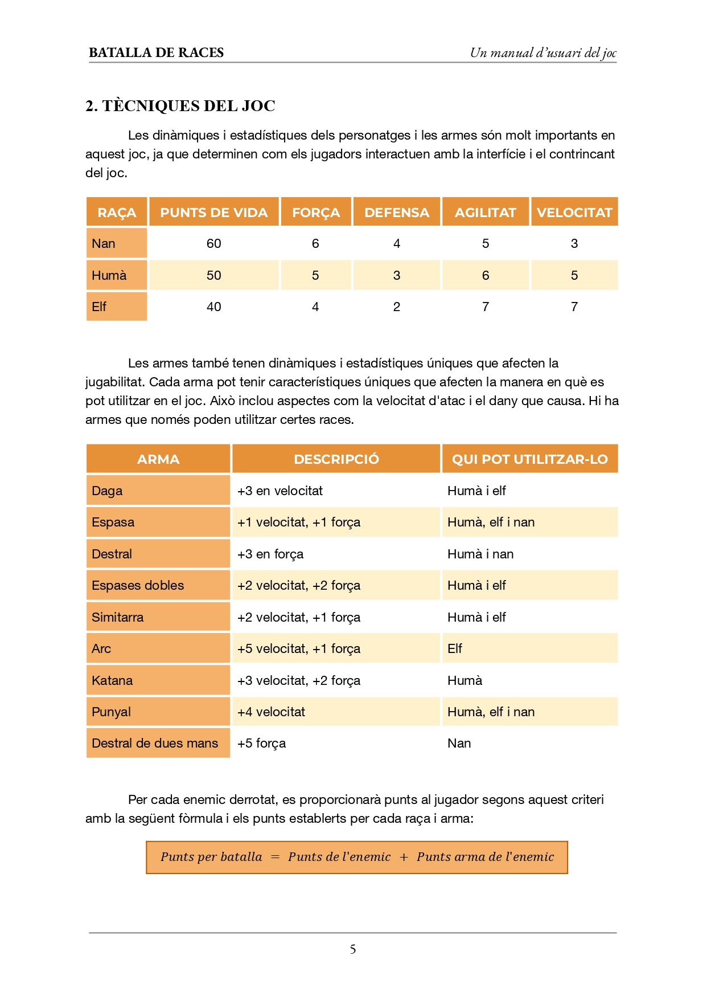 BATALLA DE RACES Un manual d’usuari del joc
2. TÈCNIQUES DEL JOC
Les dinàmiques i estadístiques dels personatges i les armes són molt importants en
aquest joc, ja que determinen com els jugadors interactuen amb la interfície i el contrincant
del joc.
RAÇA PUNTS DE VIDA FORÇA DEFENSA AGILITAT VELOCITAT
Nan 60 6 4 5 3
Humà 50 5 3 6 5
Elf 40 4 2 7 7
Les armes també tenen dinàmiques i estadístiques úniques que afecten la
jugabilitat. Cada arma pot tenir característiques úniques que afecten la manera en què es
pot utilitzar en el joc. Això inclou aspectes com la velocitat d'atac i el dany que causa. Hi ha
armes que només poden utilitzar certes races.
ARMA DESCRIPCIÓ QUI POT UTILITZAR-LO
Daga +3 en velocitat Humà i elf
Espasa +1 velocitat, +1 força Humà, elf i nan
Destral +3 en força Humà i nan
Espases dobles +2 velocitat, +2 força Humà i elf
Simitarra +2 velocitat, +1 força Humà i elf
Arc +5 velocitat, +1 força Elf
Katana +3 velocitat, +2 força Humà
Punyal +4 velocitat Humà, elf i nan
Destral de dues mans +5 força Nan
Per cada enemic derrotat, es proporcionarà punts al jugador segons aquest criteri
amb la següent fòrmula i els punts establerts per cada raça i arma:
Punts per batalla = Punts de l'enemic + Punts arma de l'enemic
5